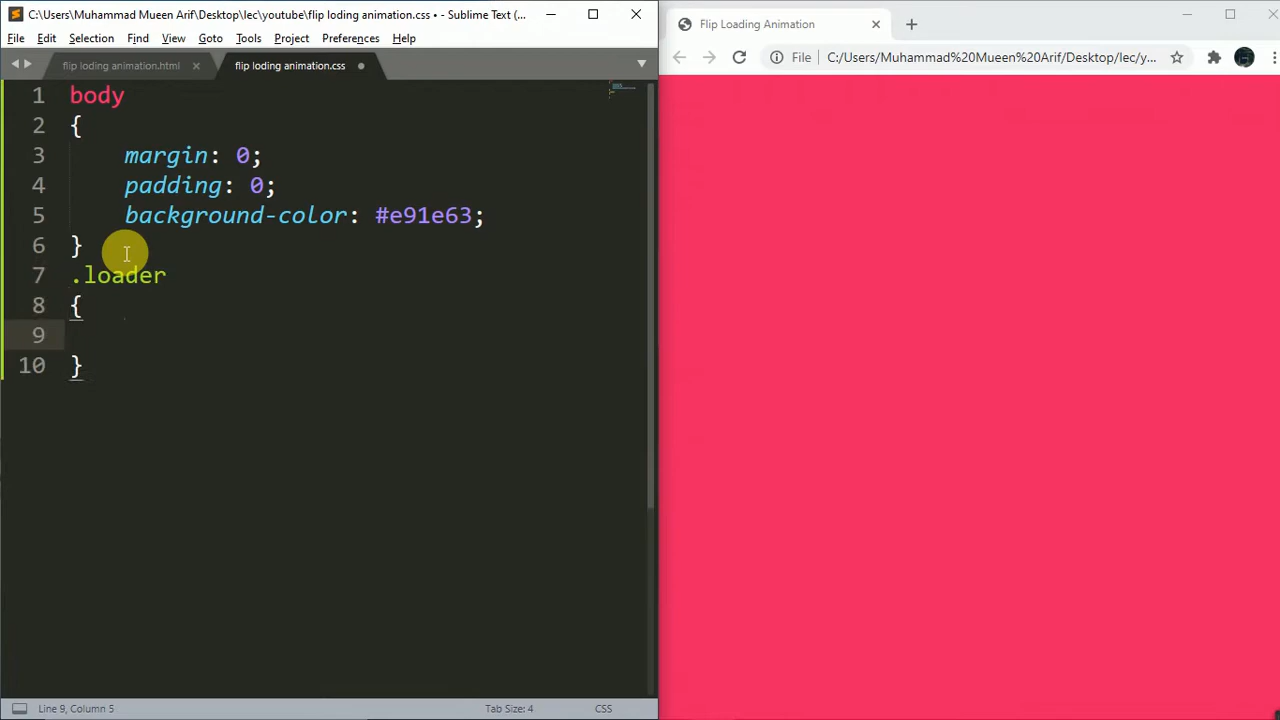 C:\Users\Muhammad Mueen Arif\Desktop\lec\youtube\flip loding animation.css • - Sublime Text (...
File Edit Selection Find View Goto Tools Project Preferences Help
flip loding animation.html
flip loding animation.css
1 body
2 {
3 margin: 0;
4 padding: 0;
5 background-color: #e91e63;
6 }
7 .loader
8 {
9
10 }
Line 9, Column 5
Tab Size: 4
CSS
Flip Loading Animation
File
C:/Users/Muhammad%20Mueen%20Arif/Desktop/lec/y...